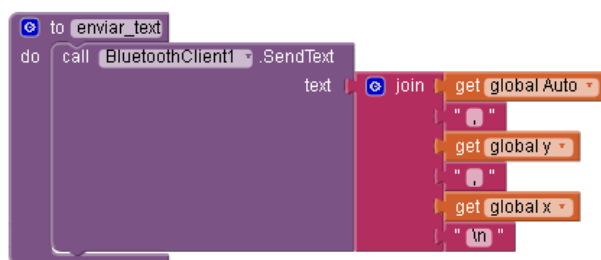 to enviar_text
do call BluetoothClient1 .SendText
text join get global Auto
" , "
get global y
" , "
get global x
" \n "